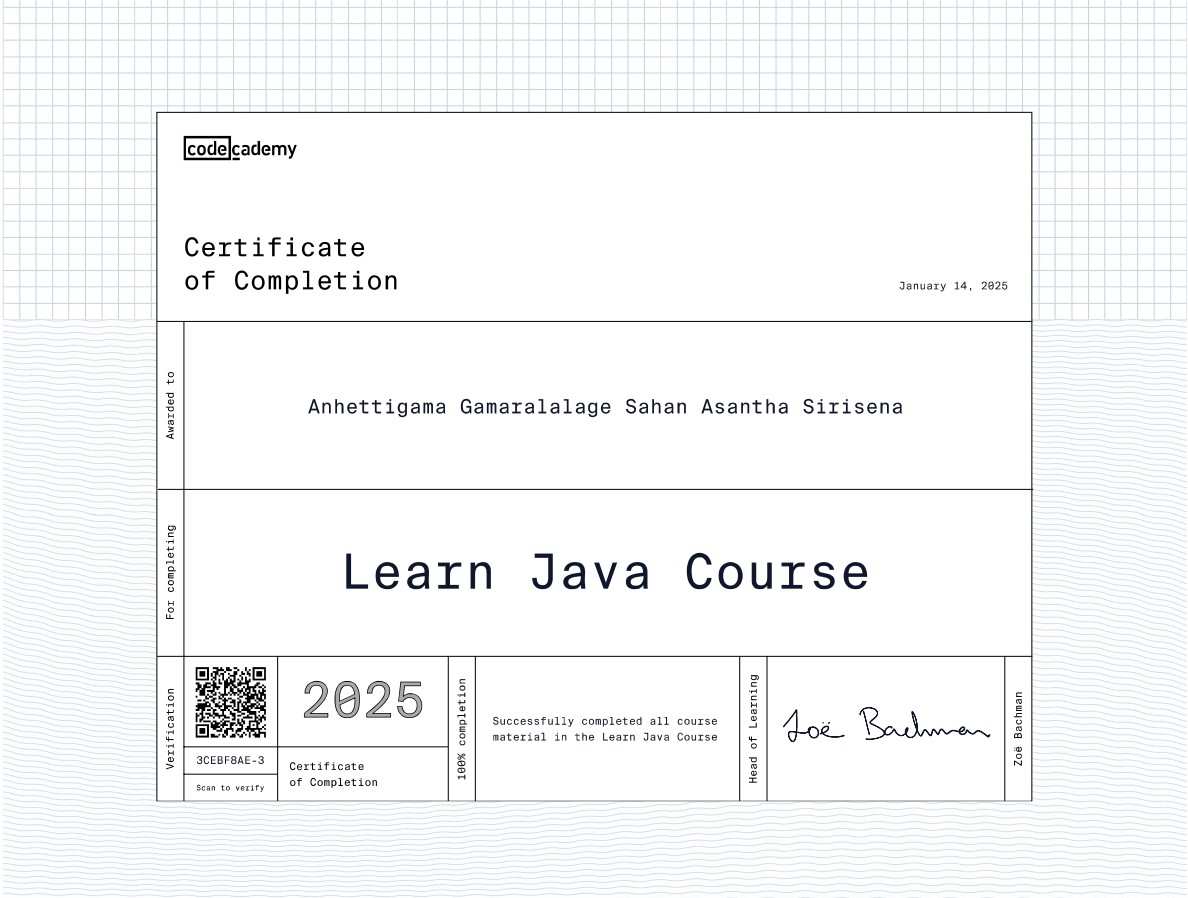 codecademy
Certificate
of Completion
January 14, 2025
Awarded to
Anhettigama Gamaralalage Sahan Asantha Sirisena
For completing
Learn Java Course
Verification
3CEBF8AE-3
Scan to verify
2025
Certificate
of Completion
100% completion
Successfully completed all course
material in the Learn Java Course
Head of Learning
Zoë Bachman
Zoë Bachman